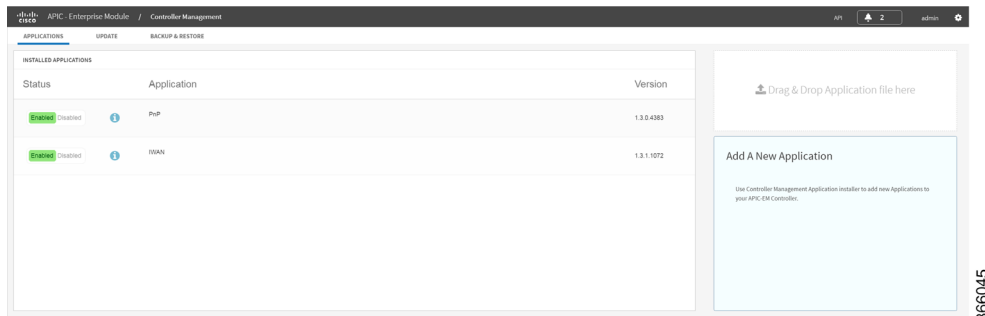 cisco APIC - Enterprise Module / Controller Management API 2 admin
APPLICATIONS UPDATE BACKUP & RESTORE
INSTALLED APPLICATIONS
Status Application Version
Enabled Disabled PnP 1.3.0.4383
Enabled Disabled IWAN 1.3.1.1072
Drag & Drop Application file here
Add A New Application
Use Controller Management Application installer to add new Applications to
your APIC-EM Controller.
366045